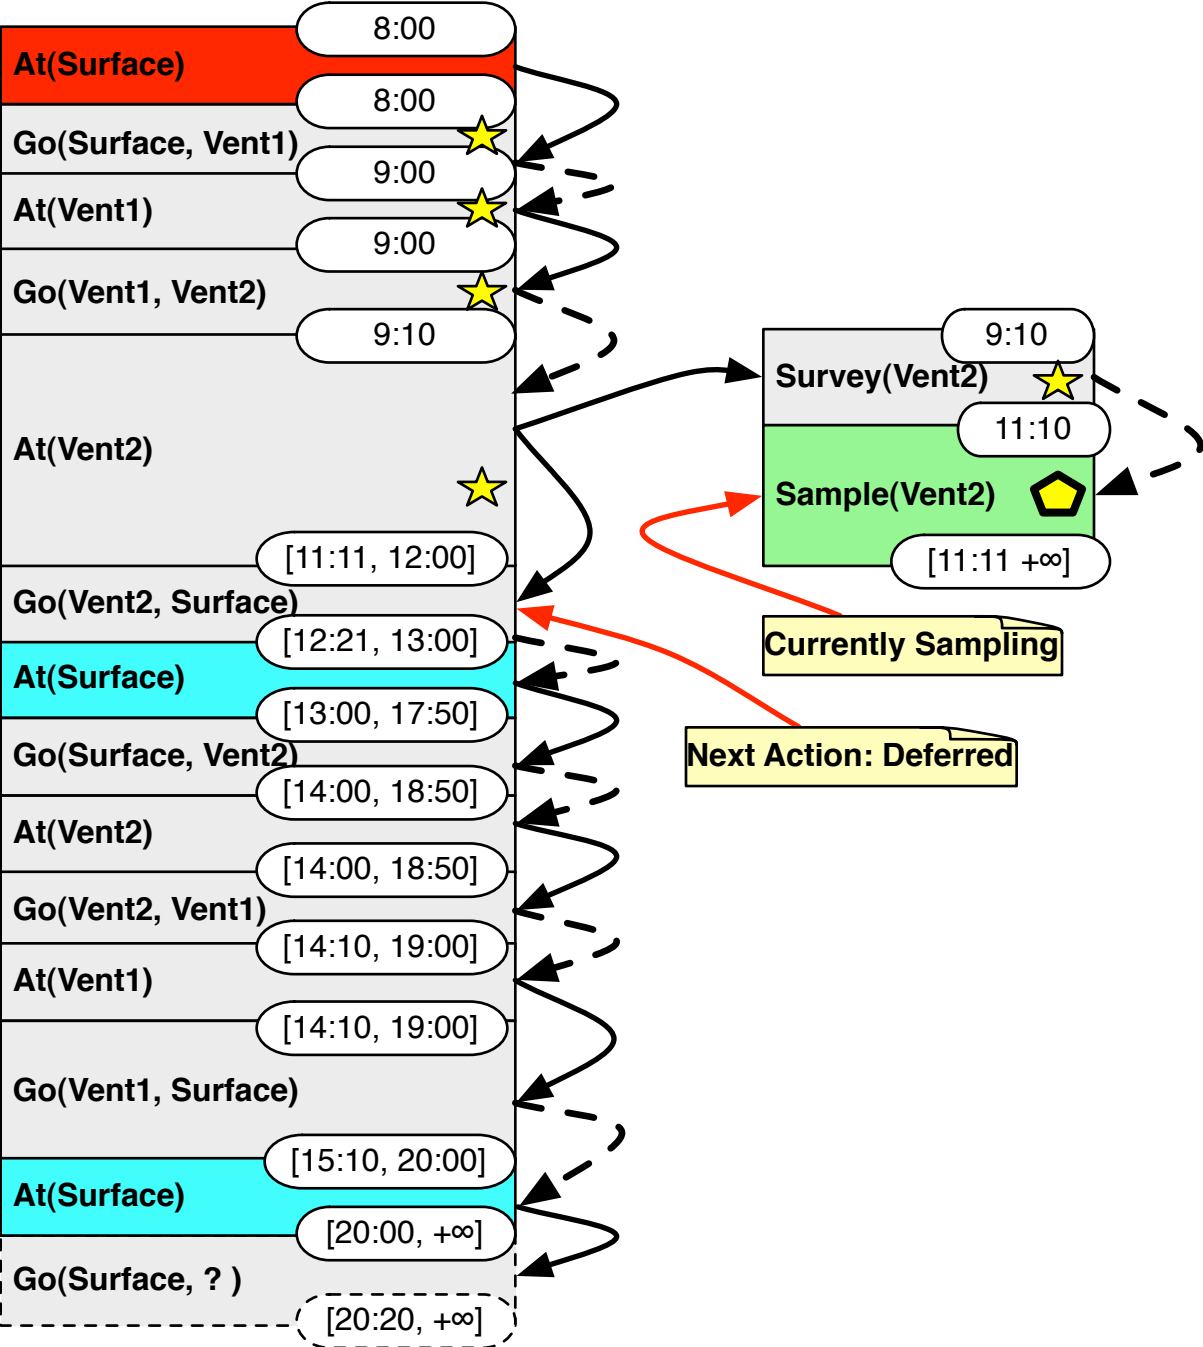 8:00
At(Surface)
8:00
Go(Surface, Vent1)
9:00
At(Vent1)
9:00
Go(Vent1, Vent2)
9:10
At(Vent2)
[11:11, 12:00]
Go(Vent2, Surface)
[12:21, 13:00]
At(Surface)
[13:00, 17:50]
Go(Surface, Vent2)
[14:00, 18:50]
At(Vent2)
[14:00, 18:50]
Go(Vent2, Vent1)
[14:10, 19:00]
At(Vent1)
[14:10, 19:00]
Go(Vent1, Surface)
[15:10, 20:00]
At(Surface)
[20:00, +∞]
Go(Surface, ? )
[20:20, +∞]
9:10
Survey(Vent2)
11:10
Sample(Vent2)
[11:11 +∞]
Currently Sampling
Next Action: Deferred